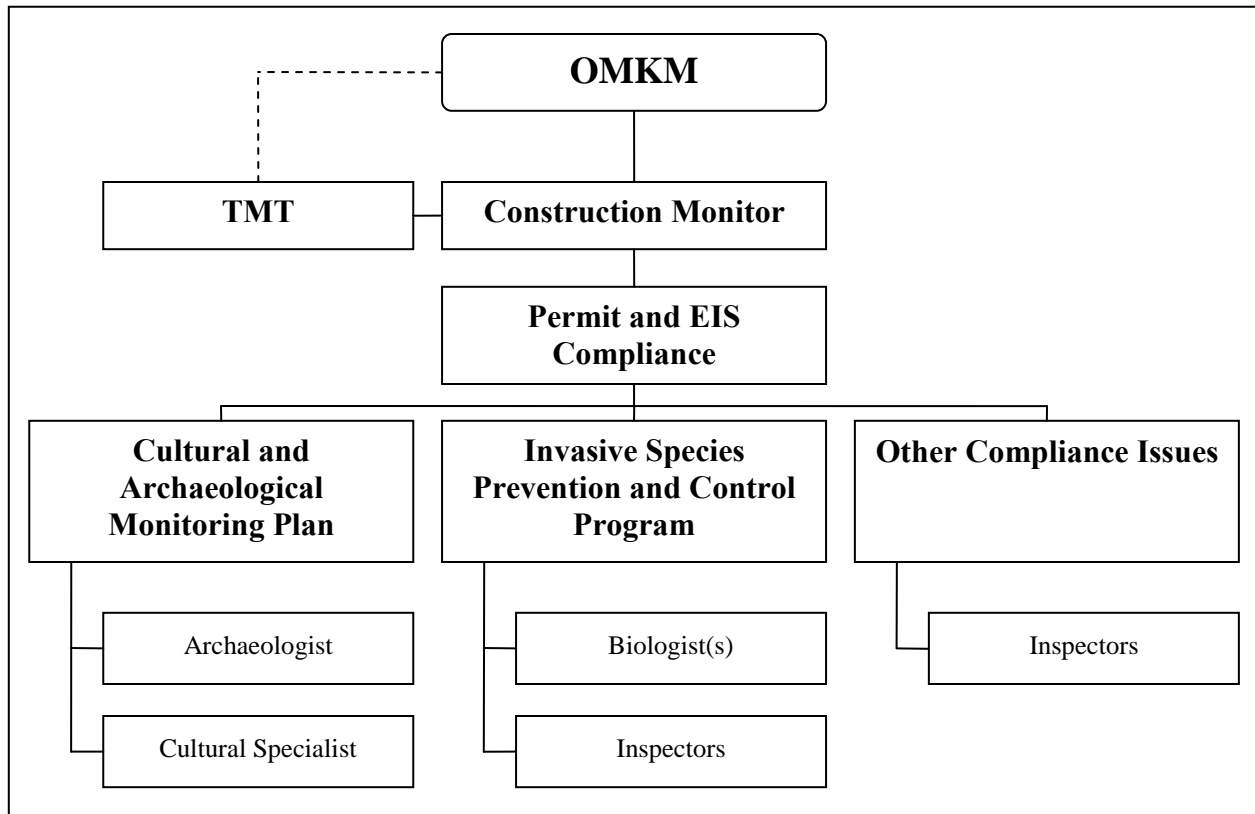 OMKM
TMT
Construction Monitor
Permit and EIS
Compliance
Cultural and
Archaeological
Monitoring Plan
Invasive Species
Prevention and Control
Program
Other Compliance Issues
Archaeologist
Biologist(s)
Inspectors
Cultural Specialist
Inspectors